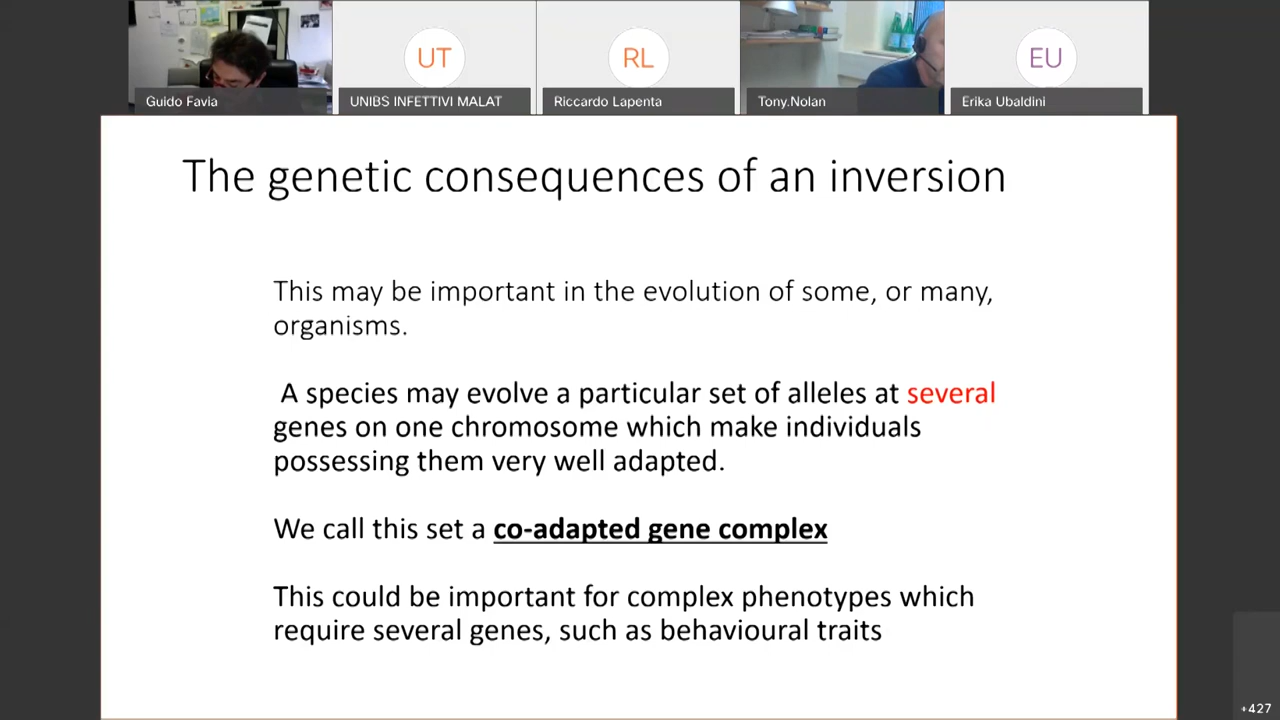 UT
RL
EU
Guido Favia
UNIBS INFETTIVI MALAT
Riccardo Lapenta
Tony.Nolan
Erika Ubaldini
The genetic consequences of an inversion
This may be important in the evolution of some, or many,
organisms.
A species may evolve a particular set of alleles at several
genes on one chromosome which make individuals
possessing them very well adapted.
We call this set a co-adapted gene complex
This could be important for complex phenotypes which
require several genes, such as behavioural traits
+427